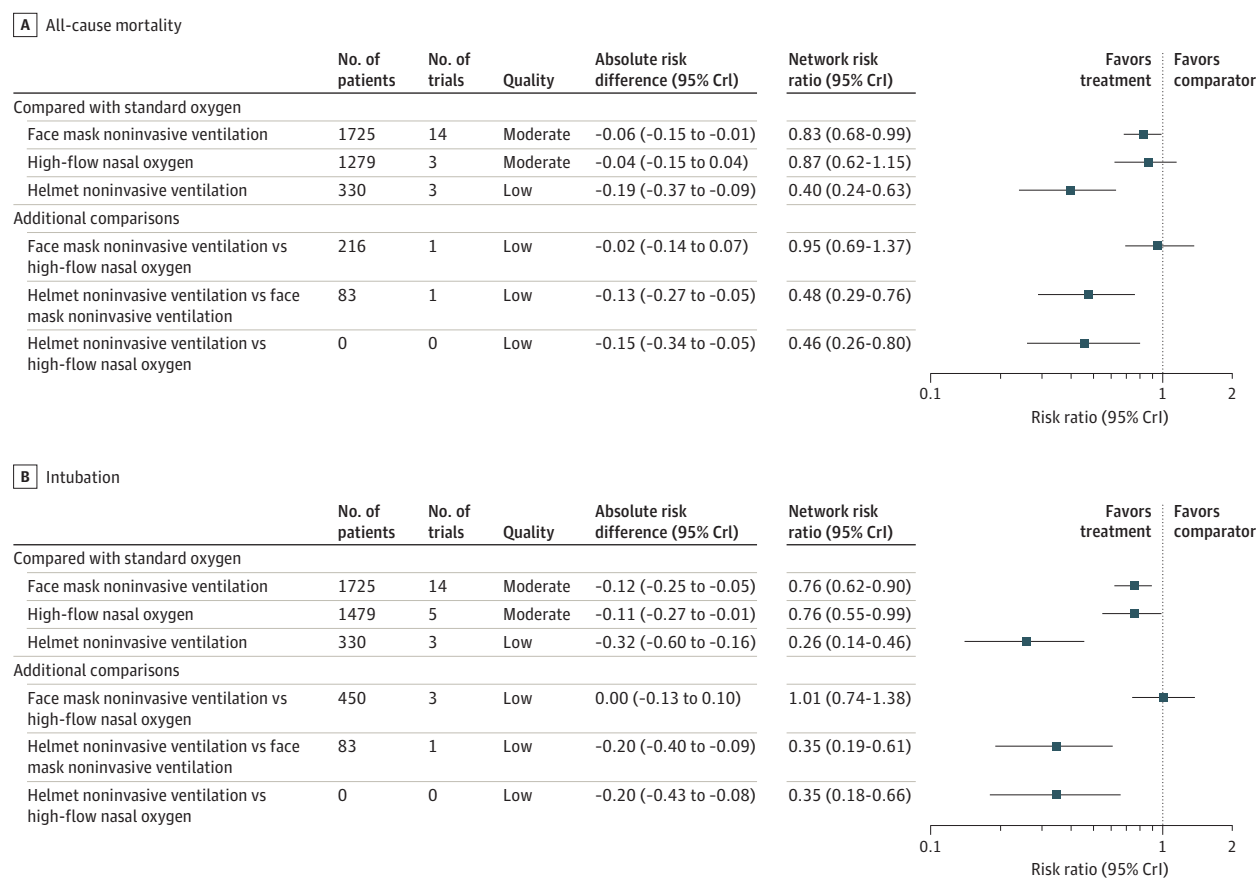 A All-cause mortality
No. of patients No. of trials Quality Absolute risk difference (95% CrI) Network risk ratio (95% CrI) Favors treatment Favors comparator
Compared with standard oxygen
Face mask noninvasive ventilation 1725 14 Moderate -0.06 (-0.15 to -0.01) 0.83 (0.68-0.99)
High-flow nasal oxygen 1279 3 Moderate -0.04 (-0.15 to 0.04) 0.87 (0.62-1.15)
Helmet noninvasive ventilation 330 3 Low -0.19 (-0.37 to -0.09) 0.40 (0.24-0.63)
Additional comparisons
Face mask noninvasive ventilation vs high-flow nasal oxygen 216 1 Low -0.02 (-0.14 to 0.07) 0.95 (0.69-1.37)
Helmet noninvasive ventilation vs face mask noninvasive ventilation 83 1 Low -0.13 (-0.27 to -0.05) 0.48 (0.29-0.76)
Helmet noninvasive ventilation vs high-flow nasal oxygen 0 0 Low -0.15 (-0.34 to -0.05) 0.46 (0.26-0.80)
0.1 1 2
Risk ratio (95% CrI)
B Intubation
No. of patients No. of trials Quality Absolute risk difference (95% CrI) Network risk ratio (95% CrI) Favors treatment Favors comparator
Compared with standard oxygen
Face mask noninvasive ventilation 1725 14 Moderate -0.12 (-0.25 to -0.05) 0.76 (0.62-0.90)
High-flow nasal oxygen 1479 5 Moderate -0.11 (-0.27 to -0.01) 0.76 (0.55-0.99)
Helmet noninvasive ventilation 330 3 Low -0.32 (-0.60 to -0.16) 0.26 (0.14-0.46)
Additional comparisons
Face mask noninvasive ventilation vs high-flow nasal oxygen 450 3 Low 0.00 (-0.13 to 0.10) 1.01 (0.74-1.38)
Helmet noninvasive ventilation vs face mask noninvasive ventilation 83 1 Low -0.20 (-0.40 to -0.09) 0.35 (0.19-0.61)
Helmet noninvasive ventilation vs high-flow nasal oxygen 0 0 Low -0.20 (-0.43 to -0.08) 0.35 (0.18-0.66)
0.1 1 2
Risk ratio (95% CrI)